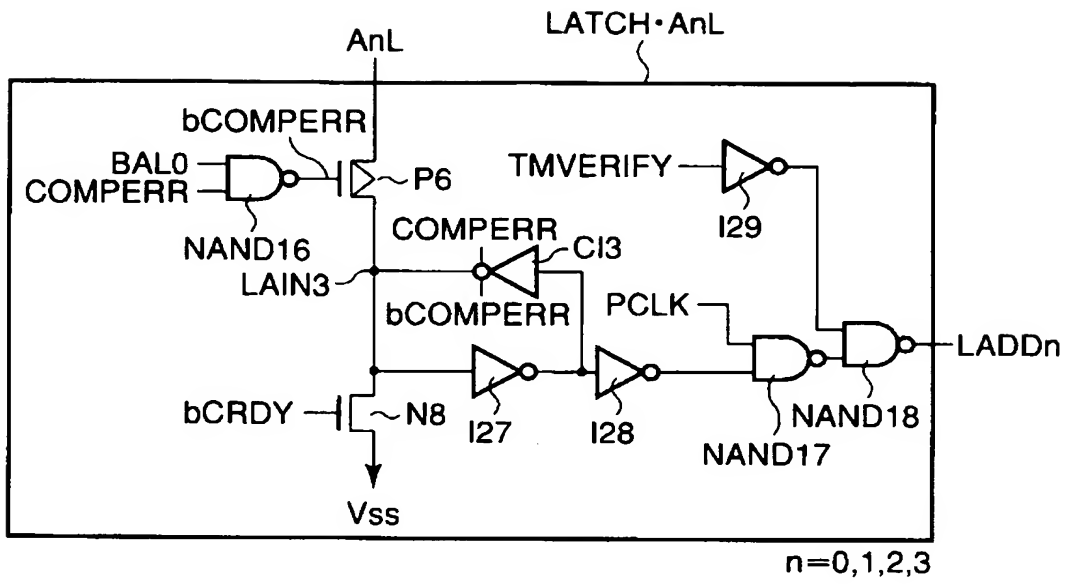 LATCH·AnL
AnL
bCOMPERR
BAL0
COMPERR
P6
NAND16
TMVERIFY
I29
COMPERR
CI3
LAIN3
bCOMPERR
PCLK
LADDn
bCRDY
N8
I27
I28
NAND18
NAND17
Vss
n=0,1,2,3